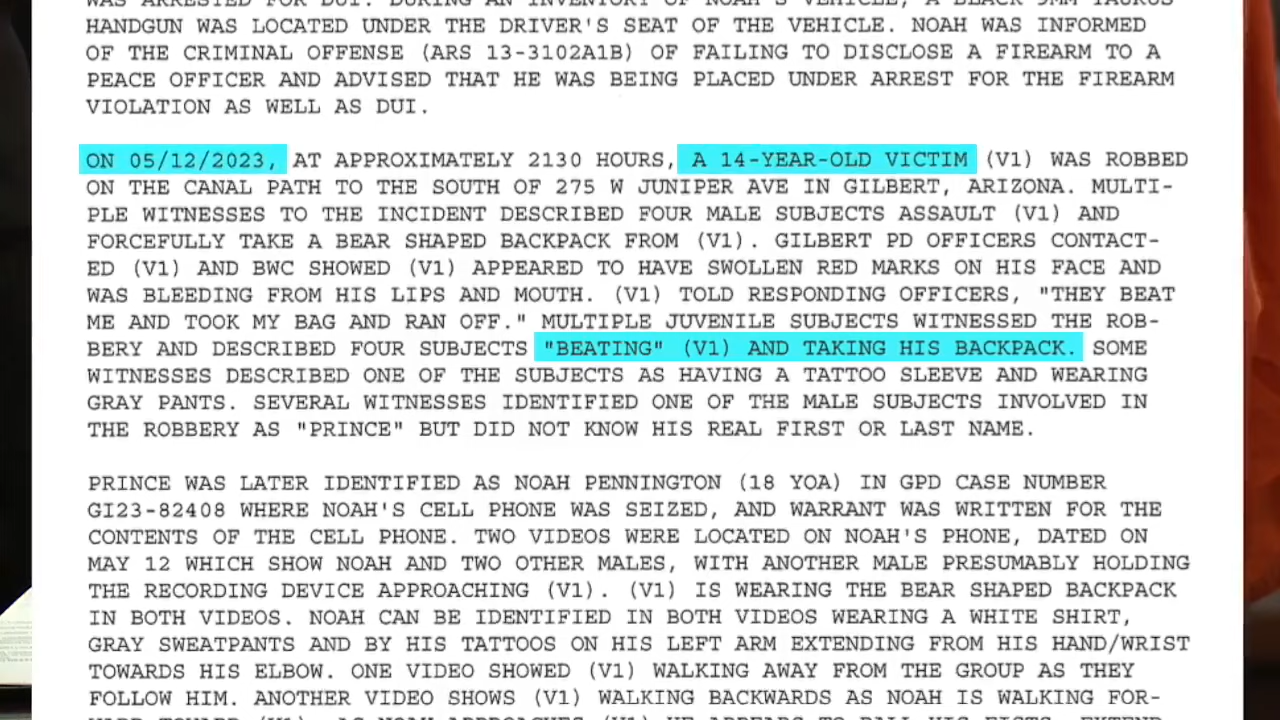 WAS ARRESTED FOR DUI. DURING AN INVENTORY OF NOAH'S VEHICLE, A BLACK 9MM TAURUS
HANDGUN WAS LOCATED UNDER THE DRIVER'S SEAT OF THE VEHICLE. NOAH WAS INFORMED
OF THE CRIMINAL OFFENSE (ARS 13-3102A1B) OF FAILING TO DISCLOSE A FIREARM TO A
PEACE OFFICER AND ADVISED THAT HE WAS BEING PLACED UNDER ARREST FOR THE FIREARM
VIOLATION AS WELL AS DUI.
ON 05/12/2023, AT APPROXIMATELY 2130 HOURS, A 14-YEAR-OLD VICTIM (V1) WAS ROBBED
ON THE CANAL PATH TO THE SOUTH OF 275 W JUNIPER AVE IN GILBERT, ARIZONA. MULTI-
PLE WITNESSES TO THE INCIDENT DESCRIBED FOUR MALE SUBJECTS ASSAULT (V1) AND
FORCEFULLY TAKE A BEAR SHAPED BACKPACK FROM (V1). GILBERT PD OFFICERS CONTACT-
ED (V1) AND BWC SHOWED (V1) APPEARED TO HAVE SWOLLEN RED MARKS ON HIS FACE AND
WAS BLEEDING FROM HIS LIPS AND MOUTH. (V1) TOLD RESPONDING OFFICERS, "THEY BEAT
ME AND TOOK MY BAG AND RAN OFF." MULTIPLE JUVENILE SUBJECTS WITNESSED THE ROB-
BERY AND DESCRIBED FOUR SUBJECTS "BEATING" (V1) AND TAKING HIS BACKPACK. SOME
WITNESSES DESCRIBED ONE OF THE SUBJECTS AS HAVING A TATTOO SLEEVE AND WEARING
GRAY PANTS. SEVERAL WITNESSES IDENTIFIED ONE OF THE MALE SUBJECTS INVOLVED IN
THE ROBBERY AS "PRINCE" BUT DID NOT KNOW HIS REAL FIRST OR LAST NAME.
PRINCE WAS LATER IDENTIFIED AS NOAH PENNINGTON (18 YOA) IN GPD CASE NUMBER
GI23-82408 WHERE NOAH'S CELL PHONE WAS SEIZED, AND WARRANT WAS WRITTEN FOR THE
CONTENTS OF THE CELL PHONE. TWO VIDEOS WERE LOCATED ON NOAH'S PHONE, DATED ON
MAY 12 WHICH SHOW NOAH AND TWO OTHER MALES, WITH ANOTHER MALE PRESUMABLY HOLDING
THE RECORDING DEVICE APPROACHING (V1). (V1) IS WEARING THE BEAR SHAPED BACKPACK
IN BOTH VIDEOS. NOAH CAN BE IDENTIFIED IN BOTH VIDEOS WEARING A WHITE SHIRT,
GRAY SWEATPANTS AND BY HIS TATTOOS ON HIS LEFT ARM EXTENDING FROM HIS HAND/WRIST
TOWARDS HIS ELBOW. ONE VIDEO SHOWED (V1) WALKING AWAY FROM THE GROUP AS THEY
FOLLOW HIM. ANOTHER VIDEO SHOWS (V1) WALKING BACKWARDS AS NOAH IS WALKING FOR-
WARD TOWARD (V1). AS NOAH APPROACHES (V1) HE APPEARS TO BALL HIS FISTS, EXTEND